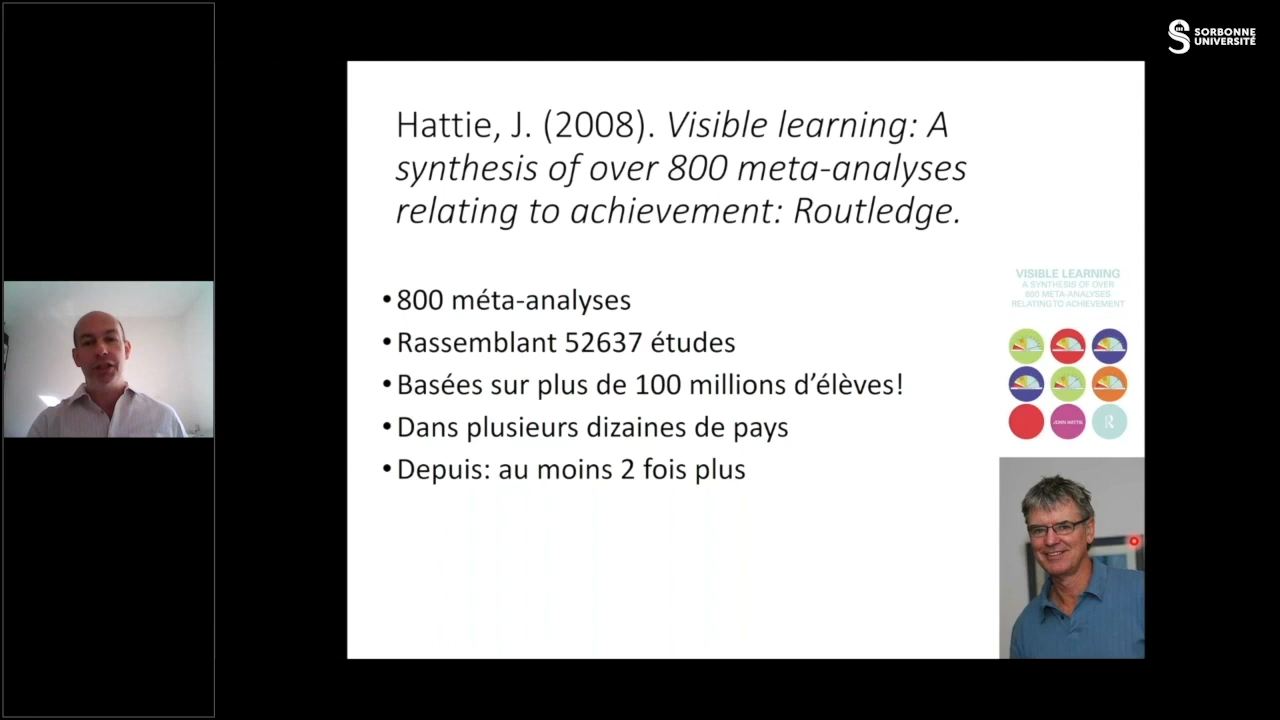 SORBONNE
UNIVERSITÉ
Hattie, J. (2008). Visible learning: A
synthesis of over 800 meta-analyses
relating to achievement: Routledge.
• 800 méta-analyses
• Rassemblant 52637 études
• Basées sur plus de 100 millions d’élèves!
• Dans plusieurs dizaines de pays
• Depuis: au moins 2 fois plus
VISIBLE LEARNING
A SYNTHESIS OF OVER
800 META-ANALYSES
RELATING TO ACHIEVEMENT
JOHN HATTIE
R